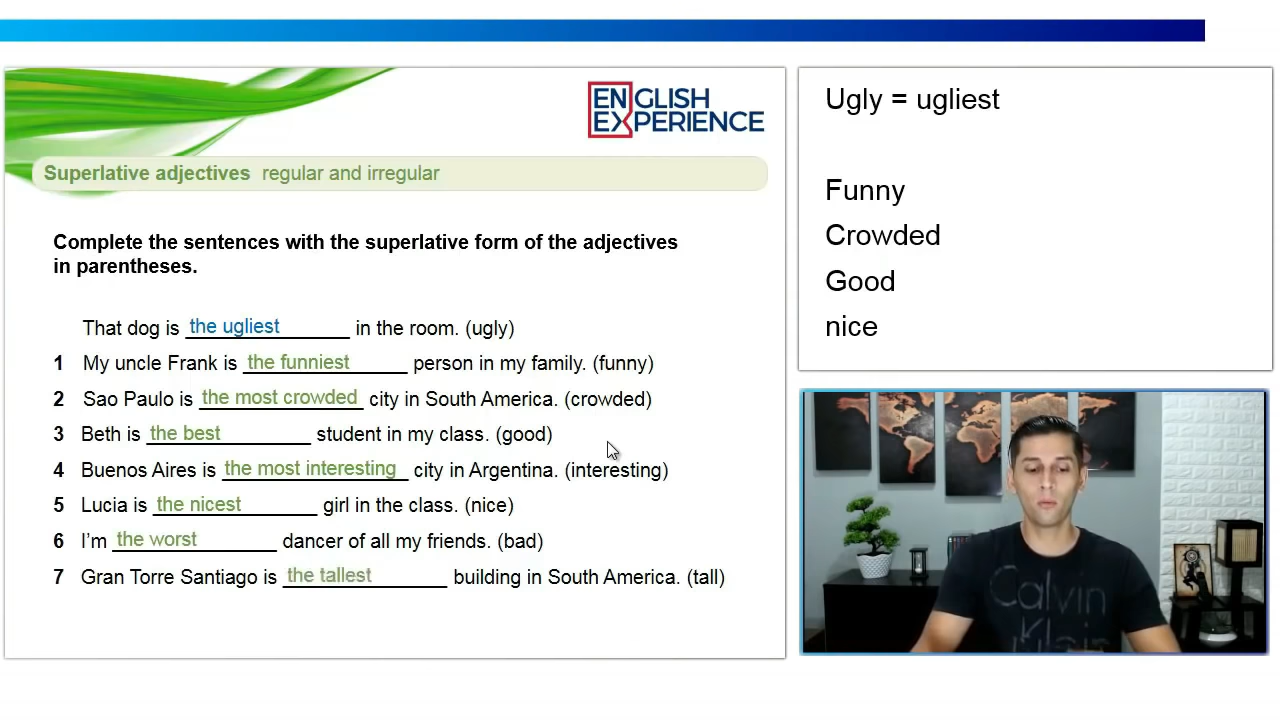 ENGLISH
EXPERIENCE
Superlative adjectives regular and irregular
Complete the sentences with the superlative form of the adjectives
in parentheses.
That dog is the ugliest in the room. (ugly)
1 My uncle Frank is the funniest person in my family. (funny)
2 Sao Paulo is the most crowded city in South America. (crowded)
3 Beth is the best student in my class. (good)
4 Buenos Aires is the most interesting city in Argentina. (interesting)
5 Lucia is the nicest girl in the class. (nice)
6 I'm the worst dancer of all my friends. (bad)
7 Gran Torre Santiago is the tallest building in South America. (tall)
Ugly = ugliest
Funny
Crowded
Good
nice
Calvin
Klein